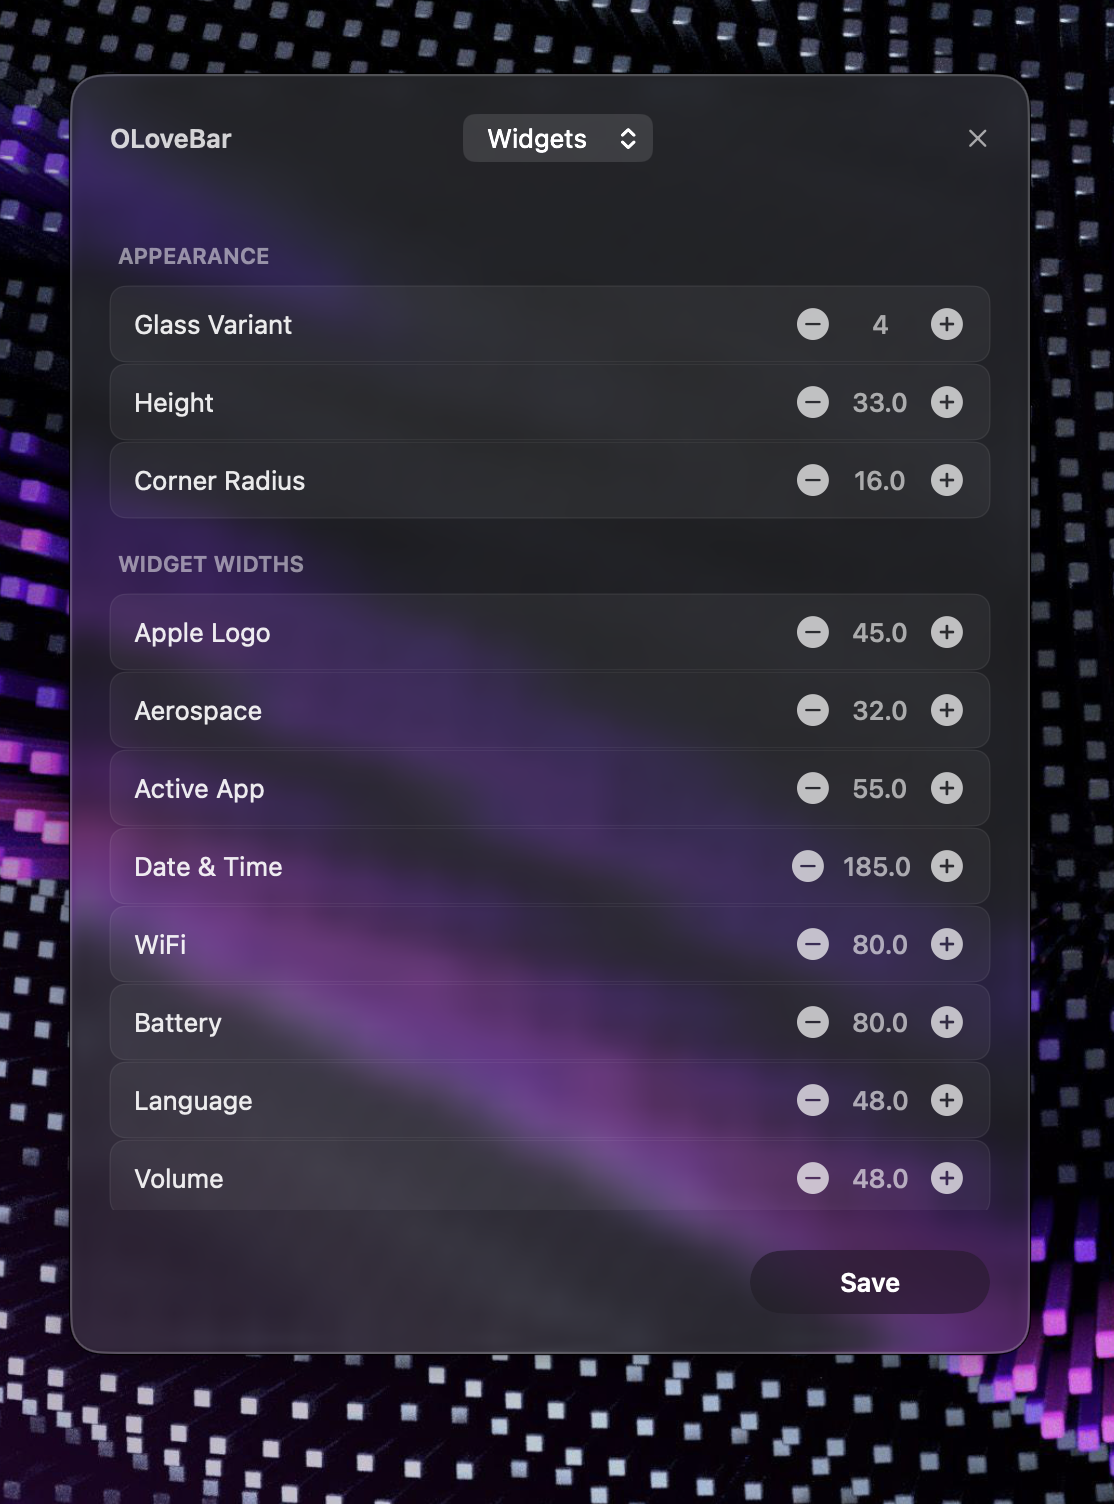 OLoveBar Widgets
APPEARANCE
Glass Variant 4
Height 33.0
Corner Radius 16.0
WIDGET WIDTHS
Apple Logo 45.0
Aerospace 32.0
Active App 55.0
Date & Time 185.0
WiFi 80.0
Battery 80.0
Language 48.0
Volume 48.0
Save